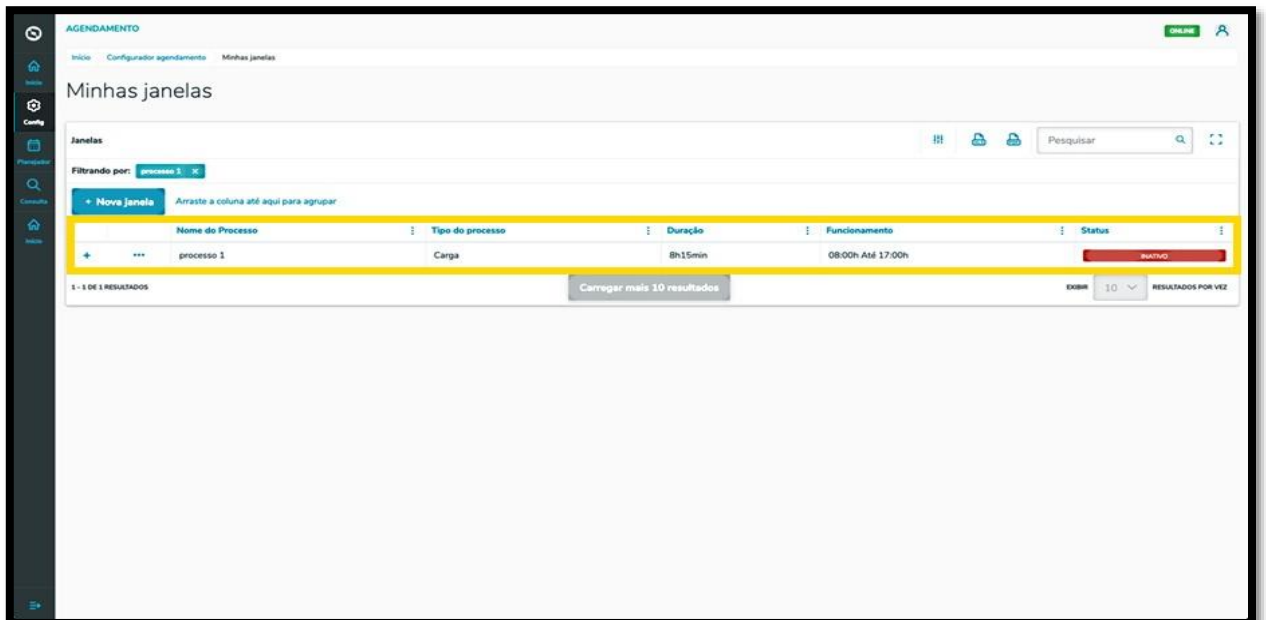 AGENDAMENTO
ONLINE
Início Configurador agendamento Minhas janelas
Início
Minhas janelas
Config
Janelas
Pesquisar
Planejador
Filtrando por: processo 1 ×
Consulta
+ Nova janela Arraste a coluna até aqui para agrupar
Início
Nome do Processo Tipo do processo Duração Funcionamento Status
+ ••• processo 1 Carga 8h15min 08:00h Até 17:00h INATIVO
1 - 1 DE 1 RESULTADOS Carregar mais 10 resultados EXIBIR 10 RESULTADOS POR VEZ